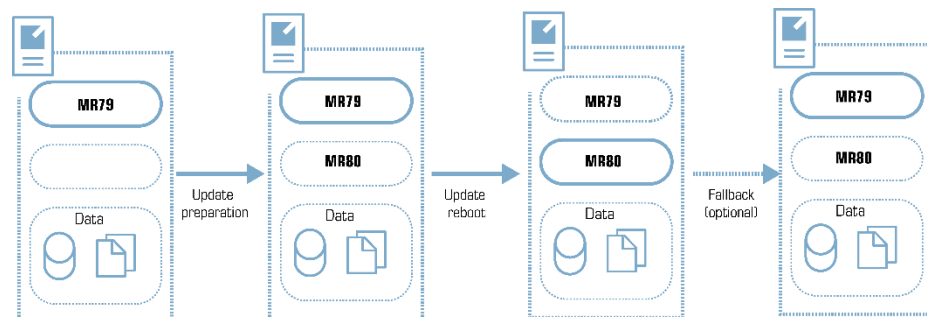 MR79
Data
Update
preparation
MR79
MR80
Data
Update
reboot
MR79
MR80
Data
Fallback
(optional)
MR79
MR80
Data